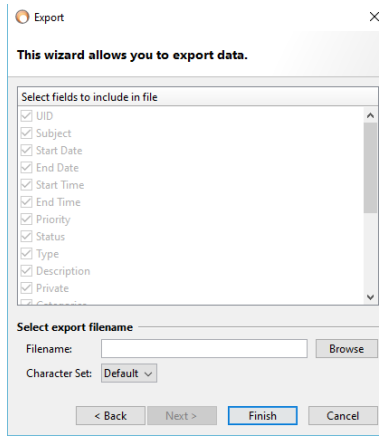 Export
This wizard allows you to export data.
Select fields to include in file
UID
Subject
Start Date
End Date
Start Time
End Time
Priority
Status
Type
Description
Private
Categories
Select export filename
Filename: Browse
Character Set: Default
< Back Next > Finish Cancel